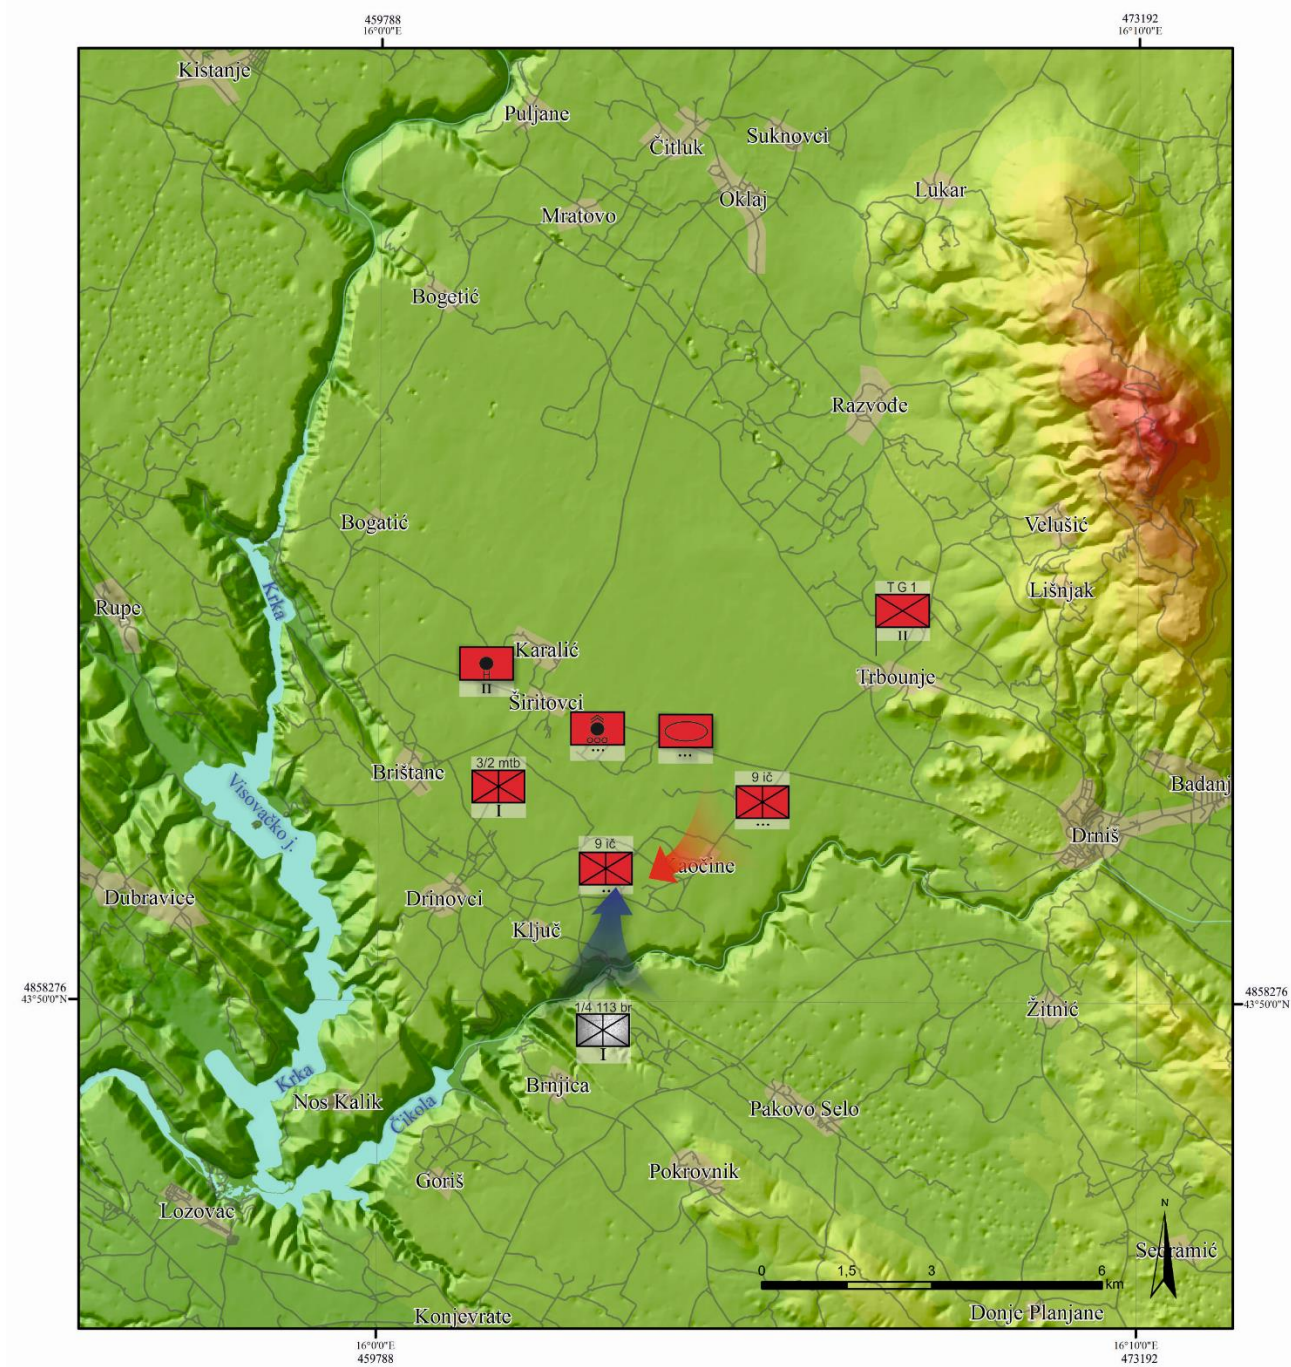 459788
16°0'0"E
473192
16°10'0"E
Kistanje
Puljane
Čitluk
Suknovci
Oklaj
Lukar
Mratovo
Bogetić
Razvođe
Bogatić
Velušić
Krka
Rupe
T G 1
II
Lišnjak
Karalić
II
Trbounje
Širitovci
Brištane
3/2 mtb
I
9 ič
Badanj
Visovačko j.
Drniš
9 ič
Drinovci
Dubravice
Ključ
4858276
43°50'0"N
4858276
43°50'0"N
1/4 113 br
I
Žitnić
Krka
Nos Kalik
Čikola
Brnjica
Pakovo Selo
Goriš
Pokrovnik
Lozovac
N
0 1,5 3 6
km
Konjevrate
Donje Planjane
16°0'0"E
459788
16°10'0"E
473192